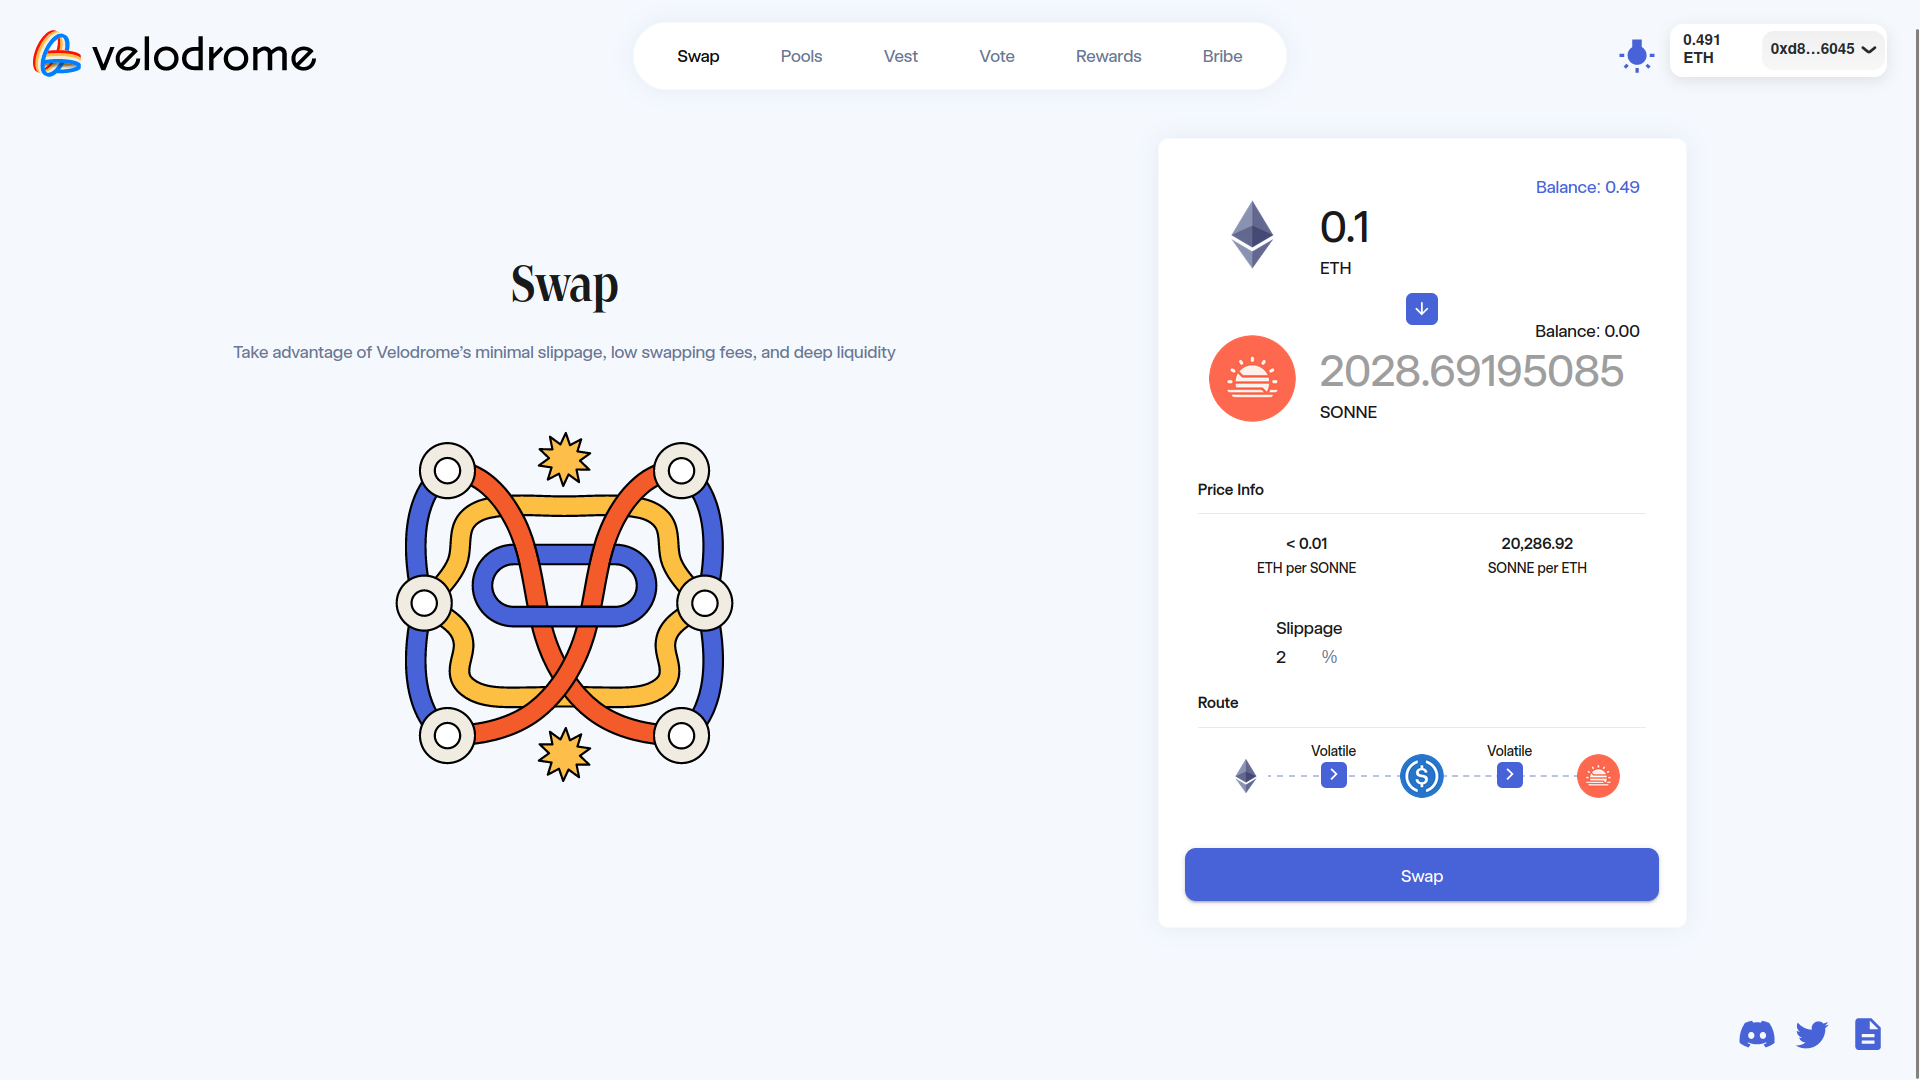 velodrome
Swap
Pools
Vest
Vote
Rewards
Bribe
0.491
ETH
0xd8...6045
Swap
Take advantage of Velodrome's minimal slippage, low swapping fees, and deep liquidity
Balance: 0.49
0.1
ETH
Balance: 0.00
2028.69195085
SONNE
Price Info
< 0.01
ETH per SONNE
20,286.92
SONNE per ETH
Slippage
2 %
Route
Volatile
Volatile
Swap